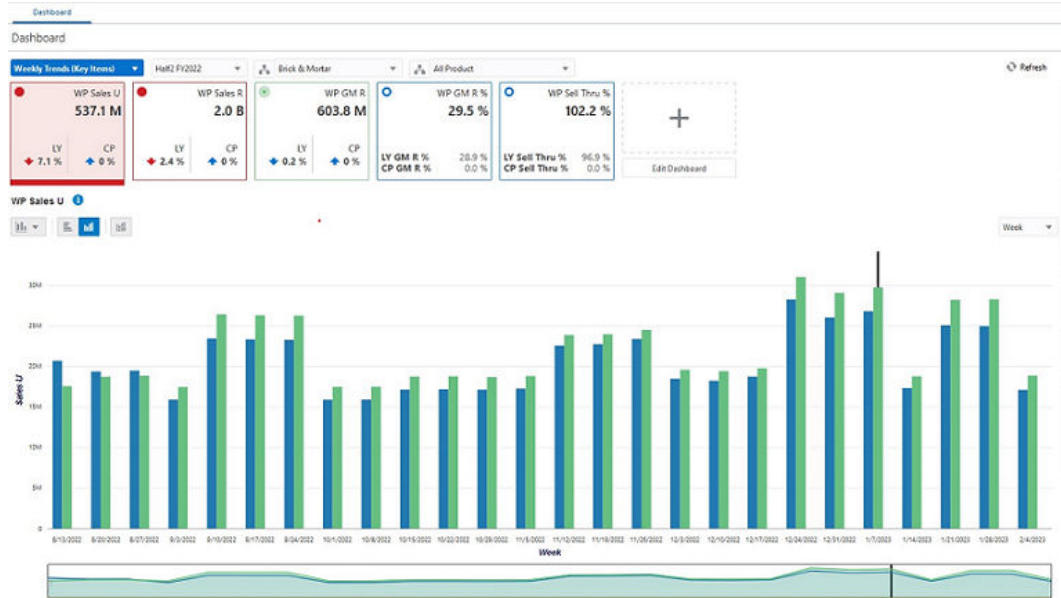 Dashboard
Dashboard
Weekly Trends (Key Items) Half2 FY2022 Brick & Mortar All Product Refresh
WP Sales U WP Sales R WP GM R WP GM R % WP Sell Thru %
537.1 M 2.0 B 603.8 M 29.5 % 102.2 %
LY CP LY CP LY CP LY GM R % 28.9 % LY Sell Thru % 96.9 %
7.1 % 0 % 2.4 % 0 % 0.2 % 0 % CP GM R % 0.0 % CP Sell Thru % 0.0 %
Edit Dashboard
WP Sales U
Week
30M
25M
20M
15M
10M
5M
0
Sales U
8/13/2022 8/20/2022 8/27/2022 9/3/2022 9/10/2022 9/17/2022 9/24/2022 10/1/2022 10/8/2022 10/15/2022 10/22/2022 10/29/2022 11/5/2022 11/12/2022 11/19/2022 11/26/2022 12/3/2022 12/10/2022 12/17/2022 12/24/2022 12/31/2022 1/7/2023 1/14/2023 1/21/2023 1/28/2023 2/4/2023
Week